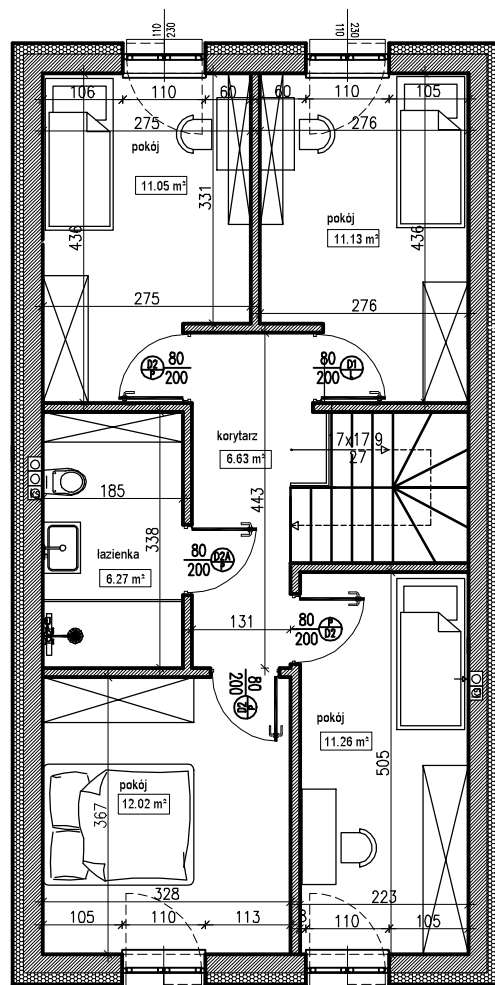 110
230
110
230
106
110
60
60
110
105
275
276
pokój
11.05 m²
331
pokój
11.13 m²
436
436
275
276
D2
P
80
200
80
200
D1
L
korytarz
6.63 m²
7x17,9
27
185
443
338
łazienka
6.27 m²
80
200
D2A
P
131
80
200
P
D2
80
200
D2
P
pokój
11.26 m²
pokój
12.02 m²
367
505
328
223
105
110
113
110
105